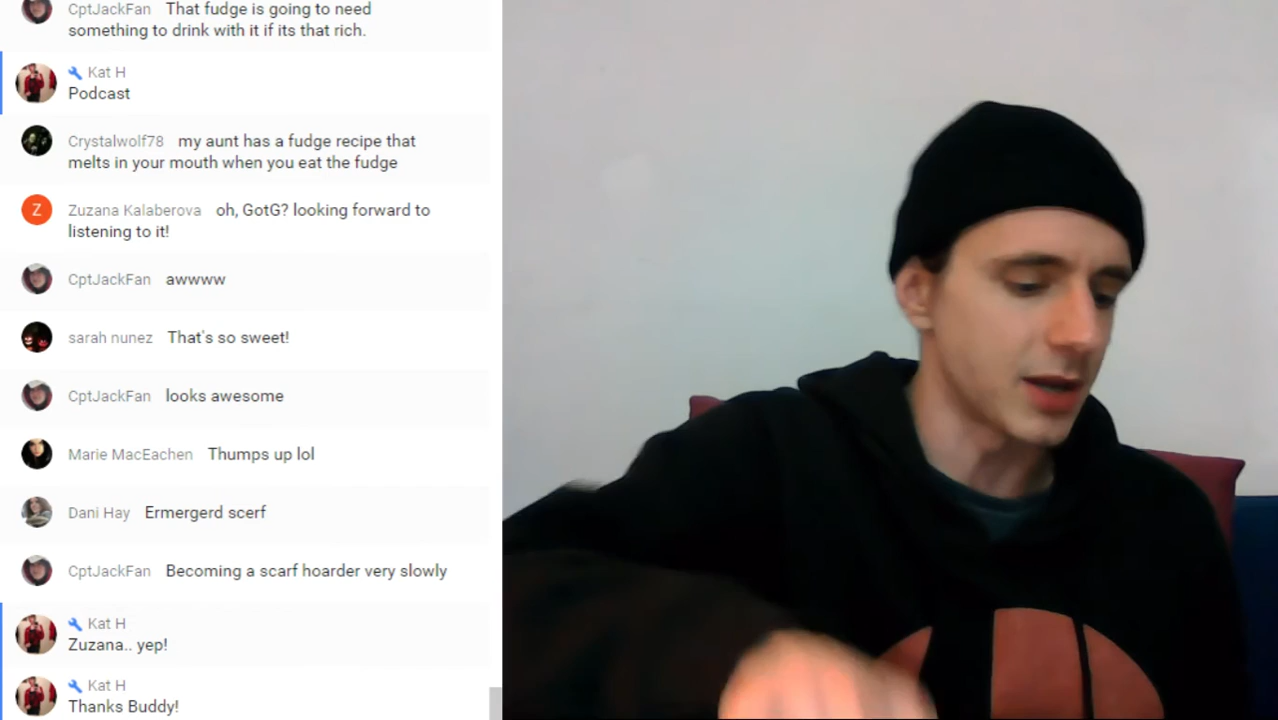 CptJackFan That fudge is going to need
something to drink with it if its that rich.
Kat H
Podcast
Crystalwolf78 my aunt has a fudge recipe that
melts in your mouth when you eat the fudge
Z
Zuzana Kalaberova oh, GotG? looking forward to
listening to it!
CptJackFan awwww
sarah nunez That's so sweet!
CptJackFan looks awesome
Marie MacEachen Thumps up lol
Dani Hay Ermergerd scerf
CptJackFan Becoming a scarf hoarder very slowly
Kat H
Zuzana.. yep!
Kat H
Thanks Buddy!